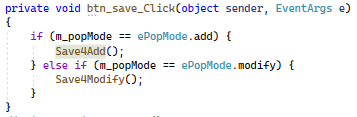 private void btn_save_Click(object sender, EventArgs e)
{
    if (m_popMode == ePopMode.add) {
        Save4Add();
    } else if (m_popMode == ePopMode.modify) {
        Save4Modify();
    }
}